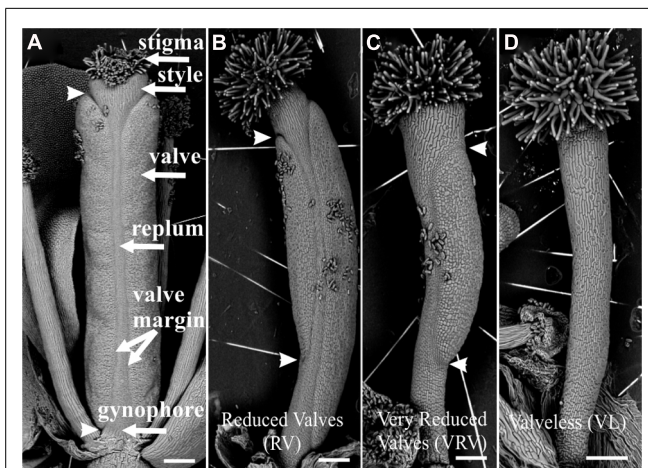 A
stigma
style
valve
replum
valve
margin
gynophore
B
Reduced Valves
(RV)
C
Very Reduced
Valves (VRV)
D
Valveless (VL)